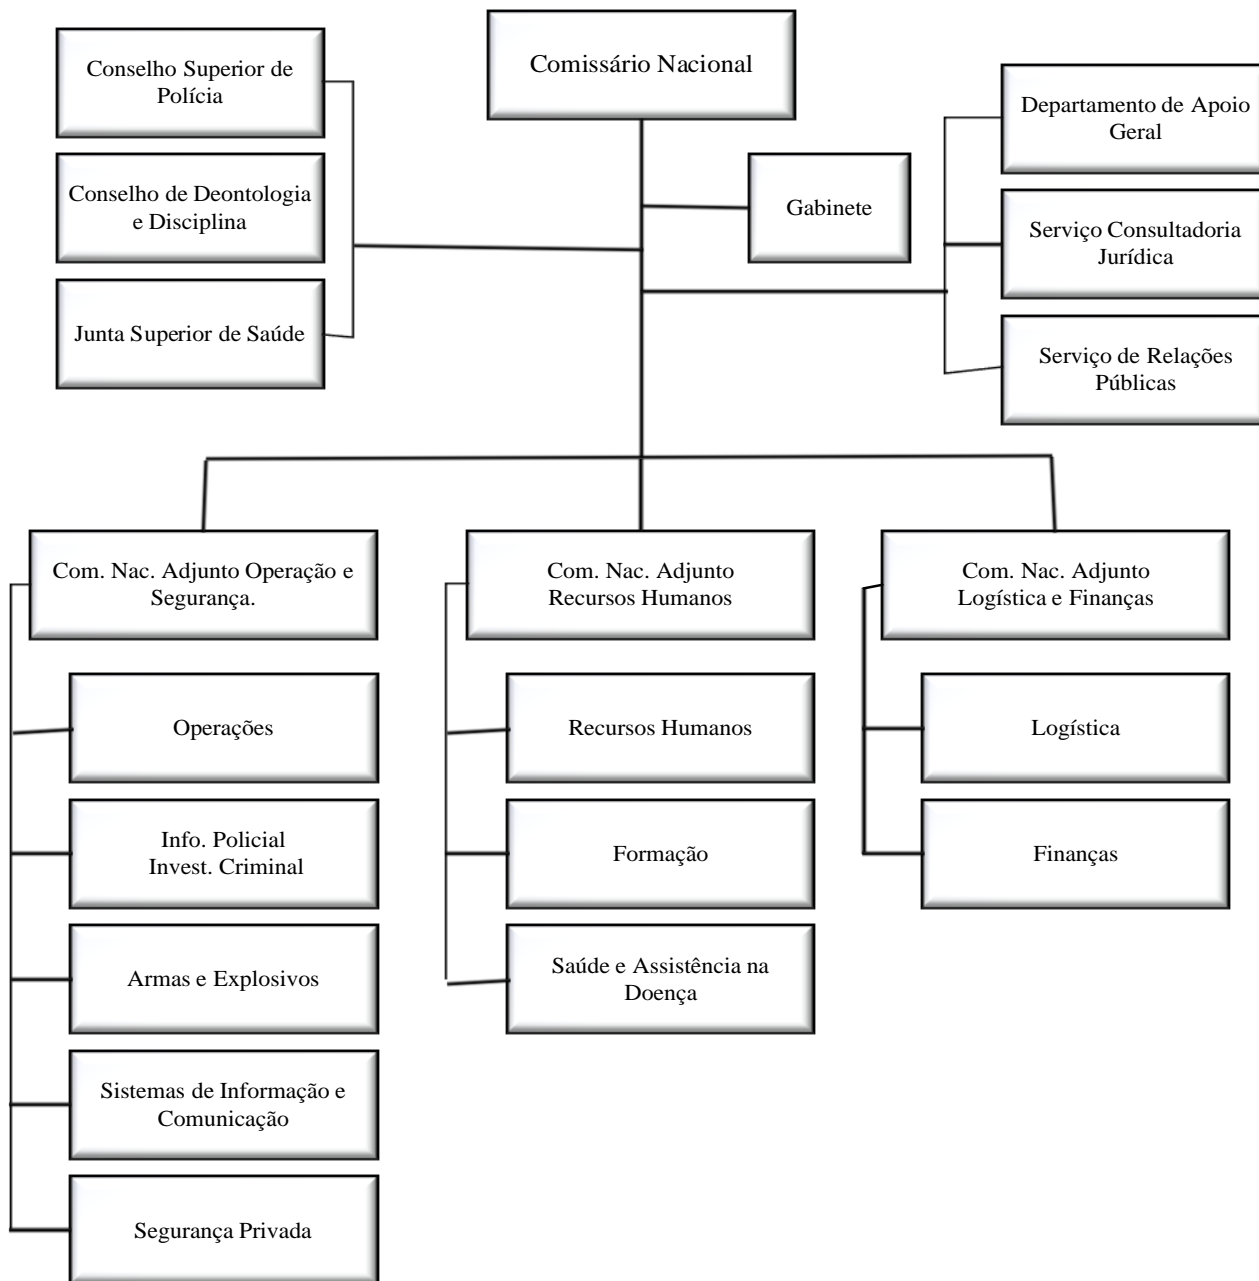 Comissário Nacional
Conselho Superior de
Polícia
Conselho de Deontologia
e Disciplina
Junta Superior de Saúde
Gabinete
Departamento de Apoio
Geral
Serviço Consultadoria
Jurídica
Serviço de Relações
Públicas
Com. Nac. Adjunto Operação e
Segurança.
Operações
Info. Policial
Invest. Criminal
Armas e Explosivos
Sistemas de Informação e
Comunicação
Segurança Privada
Com. Nac. Adjunto
Recursos Humanos
Recursos Humanos
Formação
Saúde e Assistência na
Doença
Com. Nac. Adjunto
Logística e Finanças
Logística
Finanças